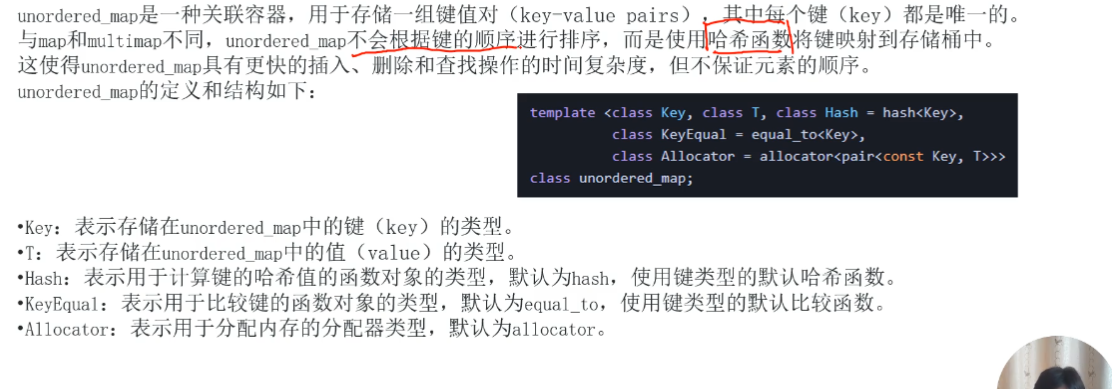 unordered_map是一种关联容器，用于存储一组键值对（key-value pairs），其中每个键（key）都是唯一的。
与map和multimap不同，unordered_map不会根据键的顺序进行排序，而是使用哈希函数将键映射到存储桶中。
这使得unordered_map具有更快的插入、删除和查找操作的时间复杂度，但不保证元素的顺序。
unordered_map的定义和结构如下：
template <class Key, class T, class Hash = hash<Key>,
class KeyEqual = equal_to<Key>,
class Allocator = allocator<pair<const Key, T>>>
class unordered_map;
•Key：表示存储在unordered_map中的键（key）的类型。
•T：表示存储在unordered_map中的值（value）的类型。
•Hash：表示用于计算键的哈希值的函数对象的类型，默认为hash，使用键类型的默认哈希函数。
•KeyEqual：表示用于比较键的函数对象的类型，默认为equal_to，使用键类型的默认比较函数。
•Allocator：表示用于分配内存的分配器类型，默认为allocator。